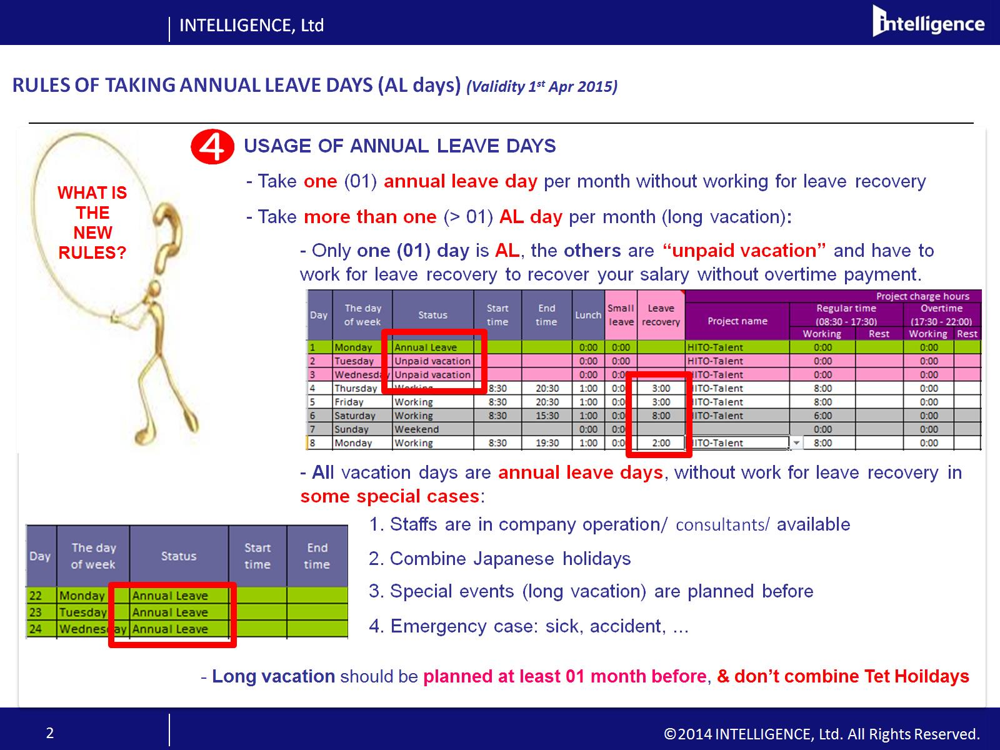 INTELLIGENCE, Ltd
intelligence
RULES OF TAKING ANNUAL LEAVE DAYS (AL days) (Validity 1st Apr 2015)
WHAT IS
THE
NEW
RULES?
4 USAGE OF ANNUAL LEAVE DAYS
- Take one (01) annual leave day per month without working for leave recovery
- Take more than one (> 01) AL day per month (long vacation):
- Only one (01) day is AL, the others are “unpaid vacation” and have to
work for leave recovery to recover your salary without overtime payment.
Project charge hours
Day The day of week Status Start time End time Lunch Small leave Leave recovery Project name Regular time (08:30 - 17:30) Overtime (17:30 - 22:00)
Working Rest Working Rest
1 Monday Annual Leave 0:00 0:00 HITO-Talent 0:00 0:00
2 Tuesday Unpaid vacation 0:00 0:00 HITO-Talent 0:00 0:00
3 Wednesday Unpaid vacation 0:00 0:00 HITO-Talent 0:00 0:00
4 Thursday Working 8:30 20:30 1:00 0:00 3:00 HITO-Talent 8:00 0:00
5 Friday Working 8:30 20:30 1:00 0:00 3:00 HITO-Talent 8:00 0:00
6 Saturday Working 8:30 15:30 1:00 0:00 8:00 HITO-Talent 6:00 0:00
7 Sunday Weekend 0:00 0:00 0:00 0:00
8 Monday Working 8:30 19:30 1:00 0:00 2:00 HITO-Talent 8:00 0:00
- All vacation days are annual leave days, without work for leave recovery in
some special cases:
1. Staffs are in company operation/ consultants/ available
2. Combine Japanese holidays
3. Special events (long vacation) are planned before
4. Emergency case: sick, accident, ...
Day The day of week Status Start time End time
22 Monday Annual Leave
23 Tuesday Annual Leave
24 Wednesday Annual Leave
- Long vacation should be planned at least 01 month before, & don’t combine Tet Hoildays
2
©2014 INTELLIGENCE, Ltd. All Rights Reserved.